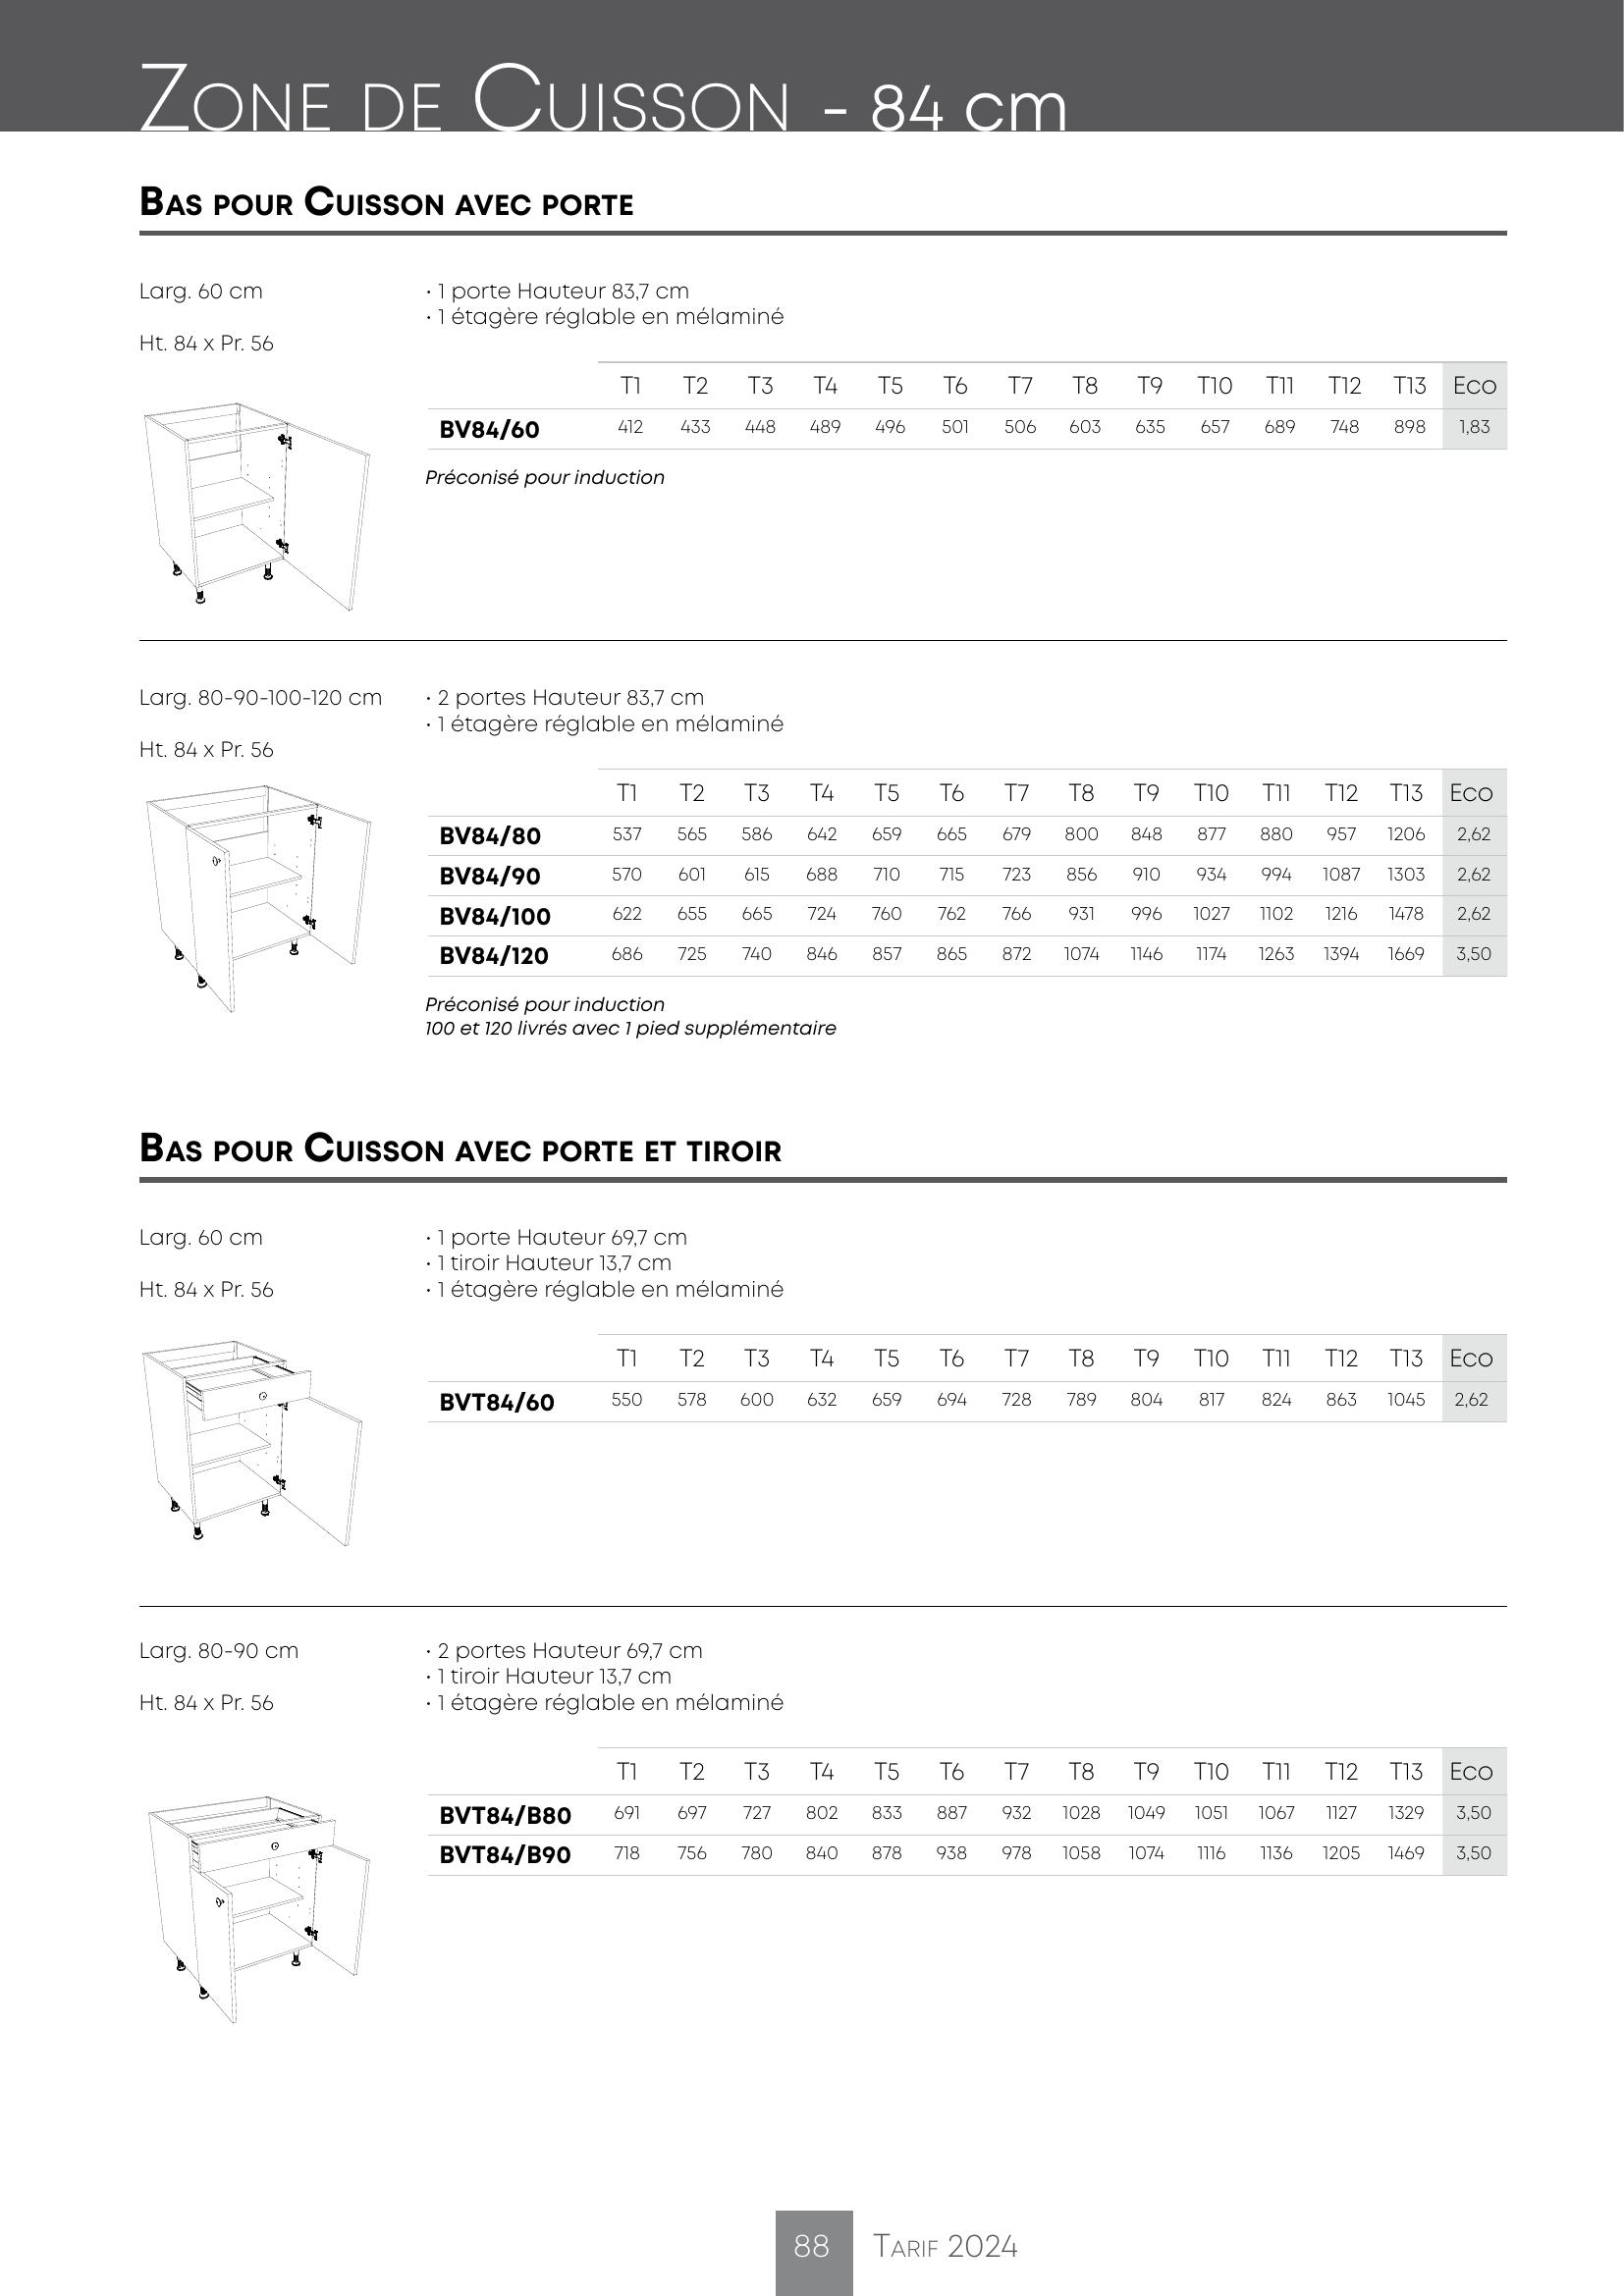 Zone de Cuisson - 84 cm
Bas pour Cuisson avec porte
Larg. 60 cm
Ht. 84 x Pr. 56
• 1 porte Hauteur 83,7 cm
• 1 étagère réglable en mélaminé
T1 T2 T3 T4 T5 T6 T7 T8 T9 T10 T11 T12 T13 Eco
BV84/60 412 433 448 489 496 501 506 603 635 657 689 748 898 1,83
Préconisé pour induction
Larg. 80-90-100-120 cm
Ht. 84 x Pr. 56
• 2 portes Hauteur 83,7 cm
• 1 étagère réglable en mélaminé
T1 T2 T3 T4 T5 T6 T7 T8 T9 T10 T11 T12 T13 Eco
BV84/80 537 565 586 642 659 665 679 800 848 877 880 957 1206 2,62
BV84/90 570 601 615 688 710 715 723 856 910 934 994 1087 1303 2,62
BV84/100 622 655 665 724 760 762 766 931 996 1027 1102 1216 1478 2,62
BV84/120 686 725 740 846 857 865 872 1074 1146 1174 1263 1394 1669 3,50
Préconisé pour induction
100 et 120 livrés avec 1 pied supplémentaire
Bas pour Cuisson avec porte et tiroir
Larg. 60 cm
Ht. 84 x Pr. 56
• 1 porte Hauteur 69,7 cm
• 1 tiroir Hauteur 13,7 cm
• 1 étagère réglable en mélaminé
T1 T2 T3 T4 T5 T6 T7 T8 T9 T10 T11 T12 T13 Eco
BVT84/60 550 578 600 632 659 694 728 789 804 817 824 863 1045 2,62
Larg. 80-90 cm
Ht. 84 x Pr. 56
• 2 portes Hauteur 69,7 cm
• 1 tiroir Hauteur 13,7 cm
• 1 étagère réglable en mélaminé
T1 T2 T3 T4 T5 T6 T7 T8 T9 T10 T11 T12 T13 Eco
BVT84/B80 691 697 727 802 833 887 932 1028 1049 1051 1067 1127 1329 3,50
BVT84/B90 718 756 780 840 878 938 978 1058 1074 1116 1136 1205 1469 3,50
88 Tarif 2024